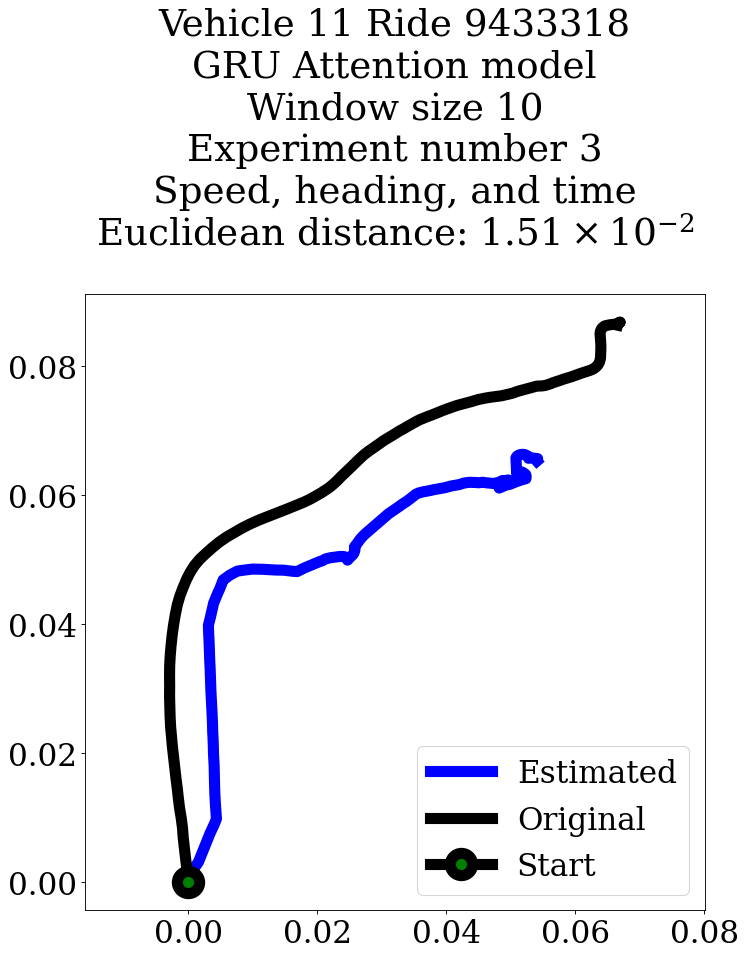 Vehicle 11 Ride 9433318
GRU Attention model
Window size 10
Experiment number 3
Speed, heading, and time
Euclidean distance: 1.51 × 10⁻²
0.08
0.06
0.04
0.02
0.00
Estimated
Original
Start
0.00 0.02 0.04 0.06 0.08